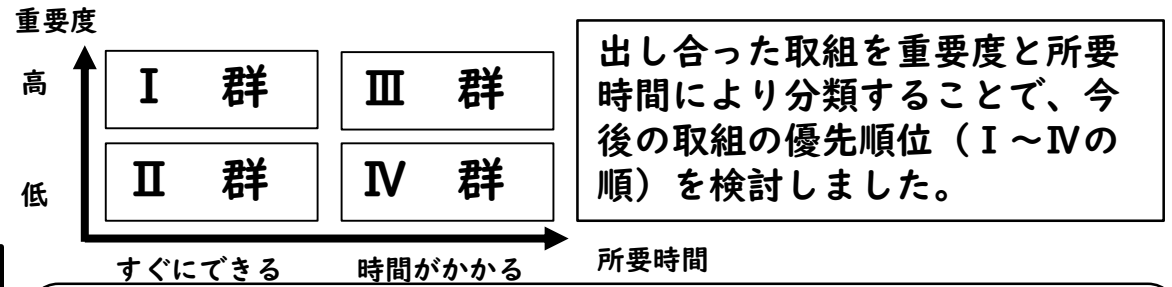 重要度
高
Ⅰ 群
Ⅲ 群
低
Ⅱ 群
Ⅳ 群
すぐにできる
時間がかかる
所要時間
出し合った取組を重要度と所要
時間により分類することで、今
後の取組の優先順位（Ⅰ～Ⅳの
順）を検討しました。